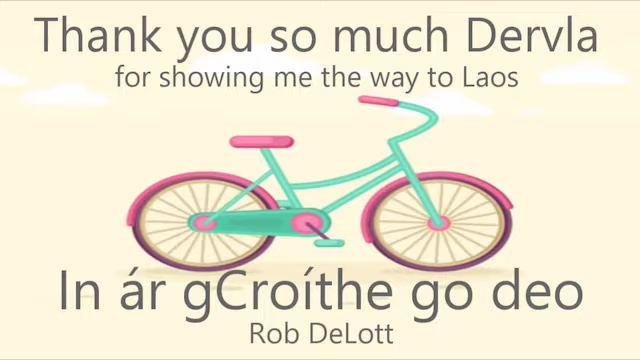 Thank you so much Dervla
for showing me the way to Laos
In ár gCroíthe go deo
Rob DeLott